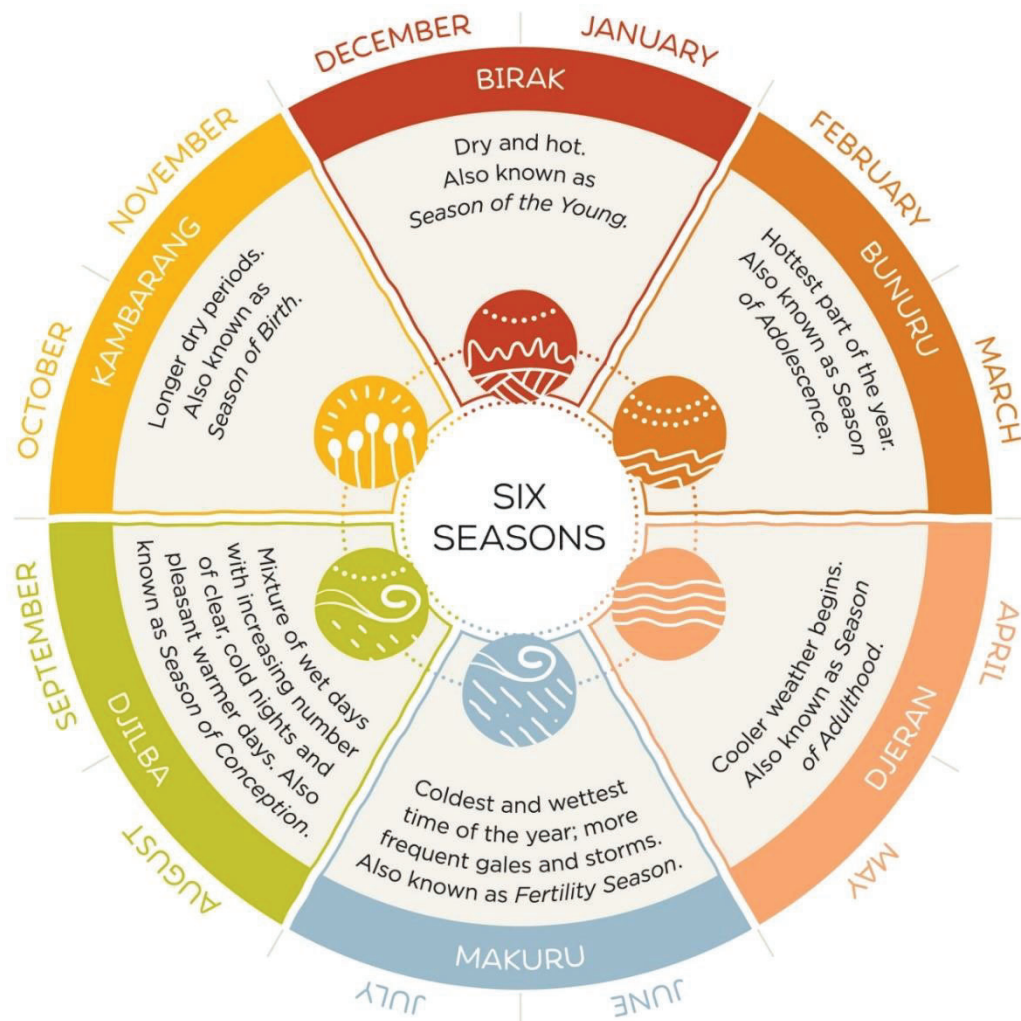 SIX
SEASONS
DECEMBER
JANUARY
BIRAK
Dry and hot.
Also known as
Season of the Young.
FEBRUARY
MARCH
BUNURU
Hottest part of the year.
Also known as Season
of Adolescence.
APRIL
MAY
DJERAN
Cooler weather begins.
Also known as Season
of Adulthood.
JUNE
JULY
MAKURU
Coldest and wettest
time of the year; more
frequent gales and storms.
Also known as Fertility Season.
AUGUST
SEPTEMBER
DJILBA
Mixture of wet days
with increasing number
of clear, cold nights and
pleasant warmer days. Also
known as Season of Conception.
OCTOBER
NOVEMBER
KAMBARANG
Longer dry periods.
Also known as
Season of Birth.